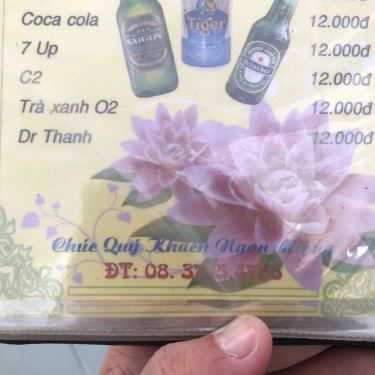 Coca cola 12.000đ
SAIGON
Tiger
Heineken
7 Up 12.000đ
C2 12.000đ
Trà xanh O2 12.000đ
Dr Thanh 12.000đ
Chúc Quý Khách Ngon
ĐT: 08.